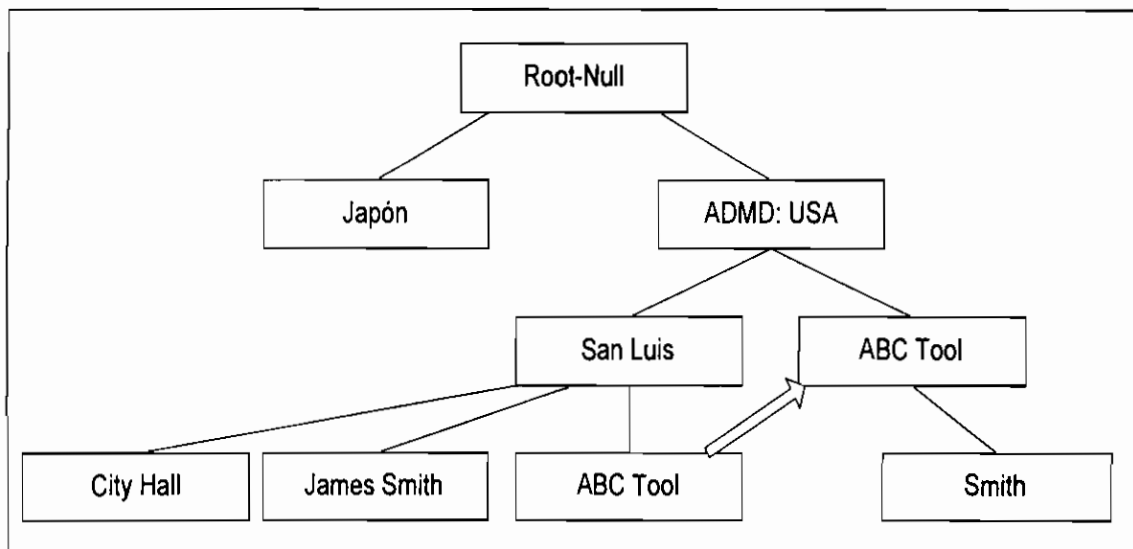 Root-Null
Japón
ADMD: USA
San Luis
ABC Tool
City Hall
James Smith
ABC Tool
Smith